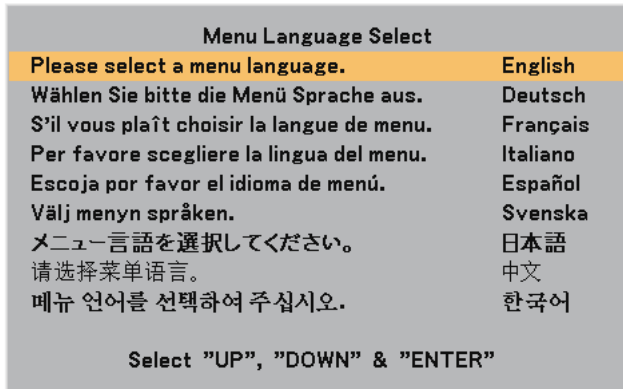 Menu Language Select
Please select a menu language. English
Wählen Sie bitte die Menü Sprache aus. Deutsch
S'il vous plaît choisir la langue de menu. Français
Per favore scegliere la lingua del menu. Italiano
Escoja por favor el idioma de menú. Español
Välj menyn språken. Svenska
メニュー言語を選択してください。 日本語
请选择菜单语言。 中文
메뉴 언어를 선택하여 주십시오. 한국어
Select "UP", "DOWN" & "ENTER"